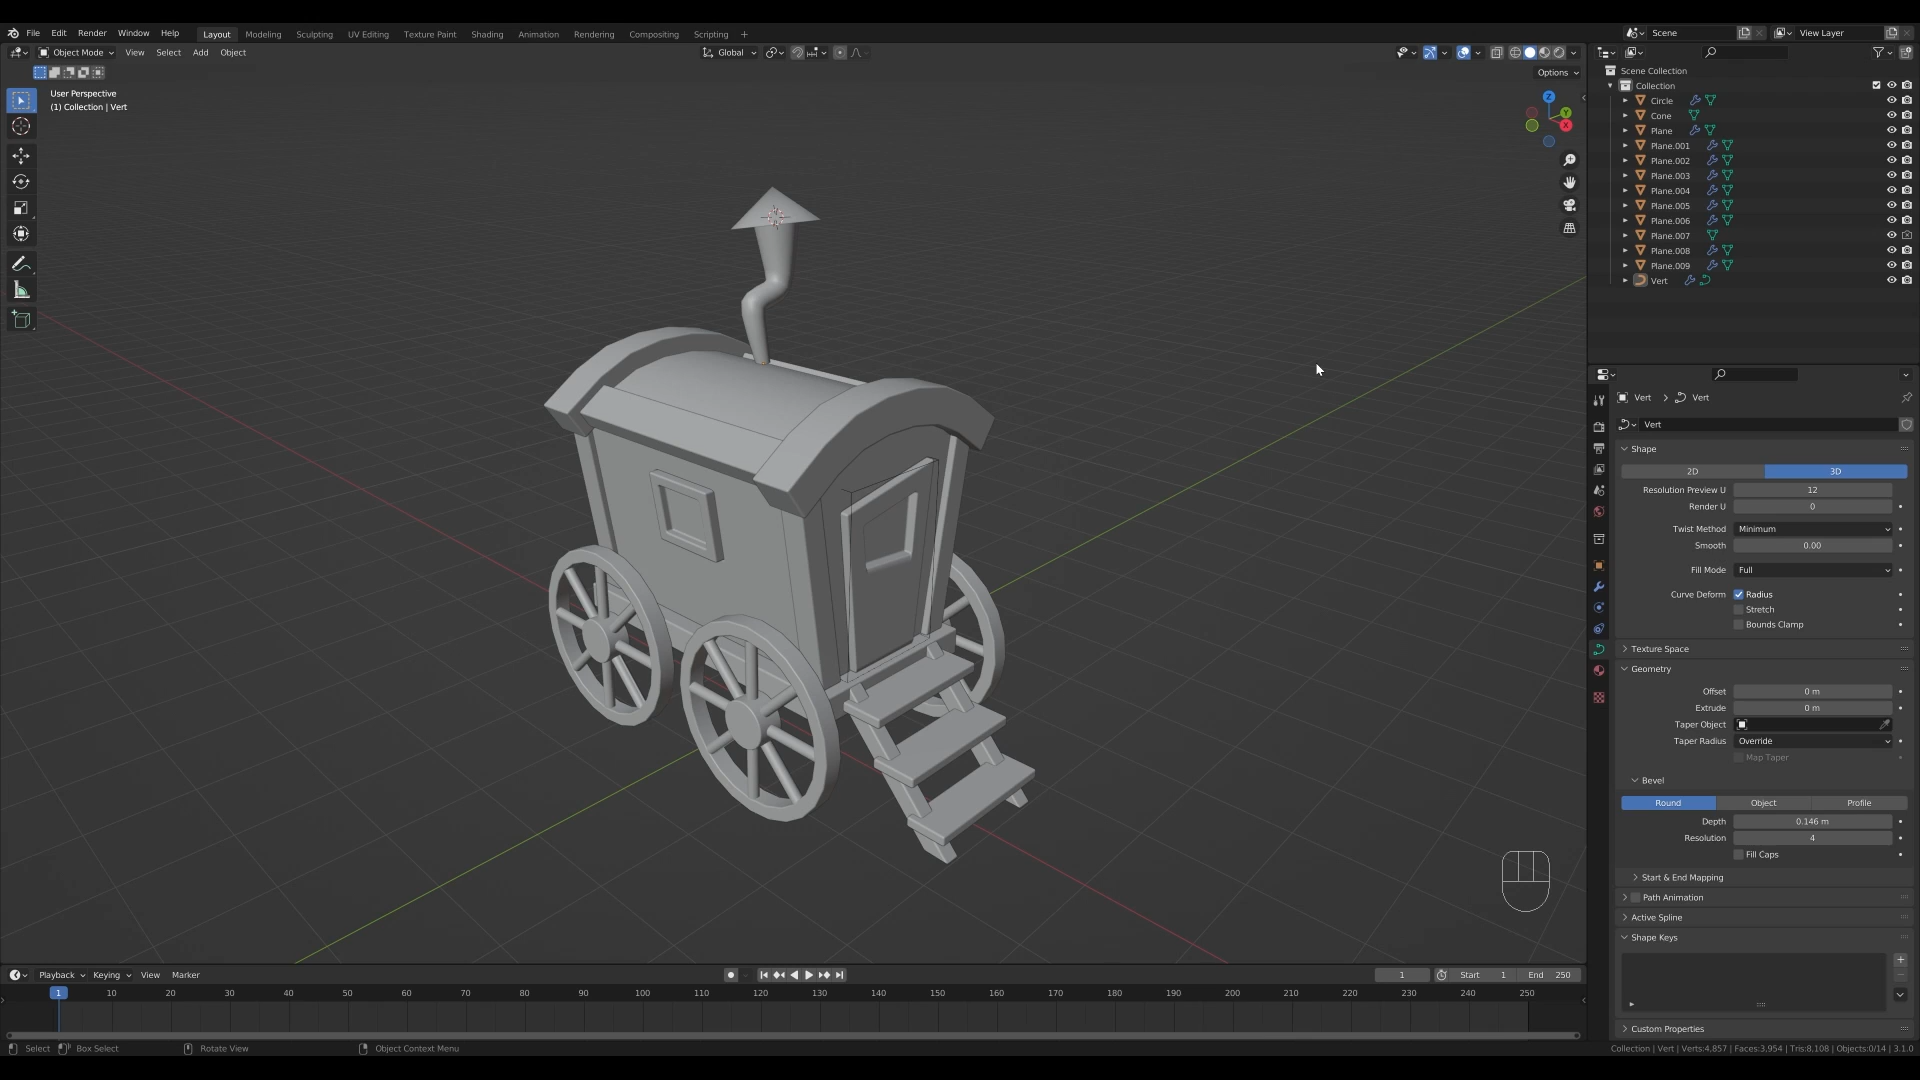 File Edit Render Window Help Layout Modeling Sculpting UV Editing Texture Paint Shading Animation Rendering Compositing Scripting + Scene View Layer
Object Mode View Select Add Object Global
Options
User Perspective
(1) Collection | Vert
Z
Y
X
Scene Collection
Collection
Circle
Cone
Plane
Plane.001
Plane.002
Plane.003
Plane.004
Plane.005
Plane.006
Plane.007
Plane.008
Plane.009
Vert
Vert > Vert
Vert
Shape
2D 3D
Resolution Preview U 12
Render U 0
Twist Method Minimum
Smooth 0.00
Fill Mode Full
Curve Deform Radius
Stretch
Bounds Clamp
Texture Space
Geometry
Offset 0 m
Extrude 0 m
Taper Object
Taper Radius Override
Map Taper
Bevel
Round Object Profile
Depth 0.146 m
Resolution 4
Fill Caps
Start & End Mapping
Path Animation
Active Spline
Shape Keys
Custom Properties
Playback Keying View Marker 1 Start 1 End 250
1 10 20 30 40 50 60 70 80 90 100 110 120 130 140 150 160 170 180 190 200 210 220 230 240 250
Select Box Select Rotate View Object Context Menu Collection | Vert | Verts:4,857 | Faces:3,954 | Tris:8,108 | Objects:0/14 | 3.1.0